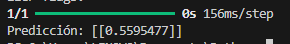 1/1 ━━━━━━━━━━━━━━━━━━━━ 0s 156ms/step
Predicción: [[0.5595477]]